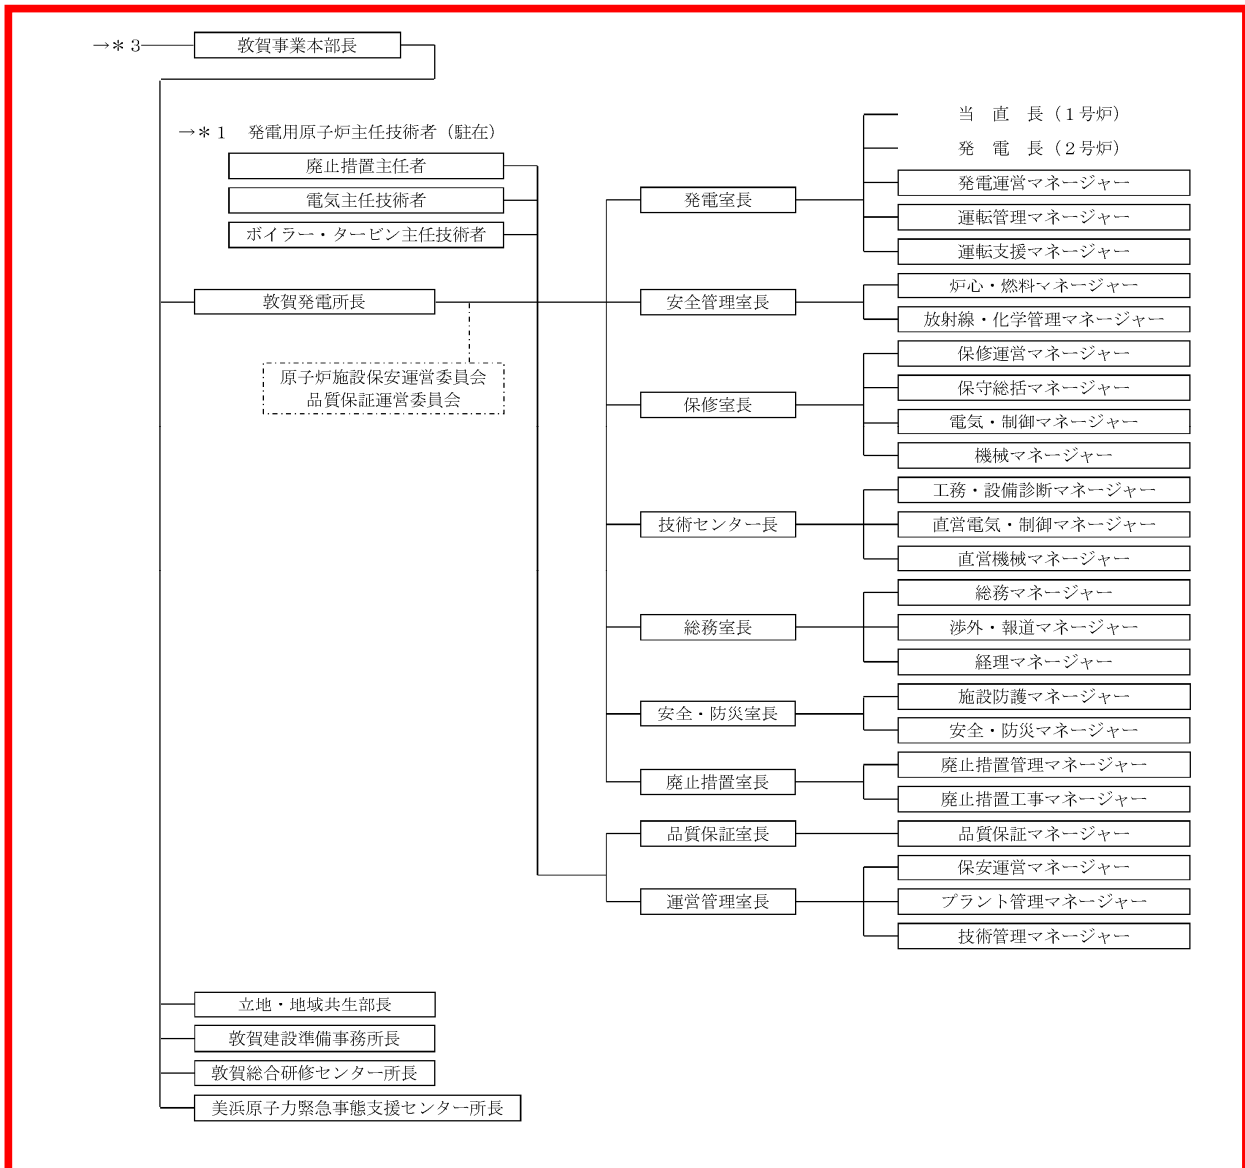 →＊３
敦賀事業本部長
→＊１　発電用原子炉主任技術者（駐在）
廃止措置主任者
電気主任技術者
ボイラー・タービン主任技術者
敦賀発電所長
原子炉施設保安運営委員会
品質保証運営委員会
発電室長
当　直　長（１号炉）
発　電　長（２号炉）
発電運営マネージャー
運転管理マネージャー
運転支援マネージャー
安全管理室長
炉心・燃料マネージャー
放射線・化学管理マネージャー
保修室長
保修運営マネージャー
保守総括マネージャー
電気・制御マネージャー
機械マネージャー
技術センター長
工務・設備診断マネージャー
直営電気・制御マネージャー
直営機械マネージャー
総務室長
総務マネージャー
渉外・報道マネージャー
経理マネージャー
安全・防災室長
施設防護マネージャー
安全・防災マネージャー
廃止措置室長
廃止措置管理マネージャー
廃止措置工事マネージャー
品質保証室長
品質保証マネージャー
運営管理室長
保安運営マネージャー
プラント管理マネージャー
技術管理マネージャー
立地・地域共生部長
敦賀建設準備事務所長
敦賀総合研修センター所長
美浜原子力緊急事態支援センター所長